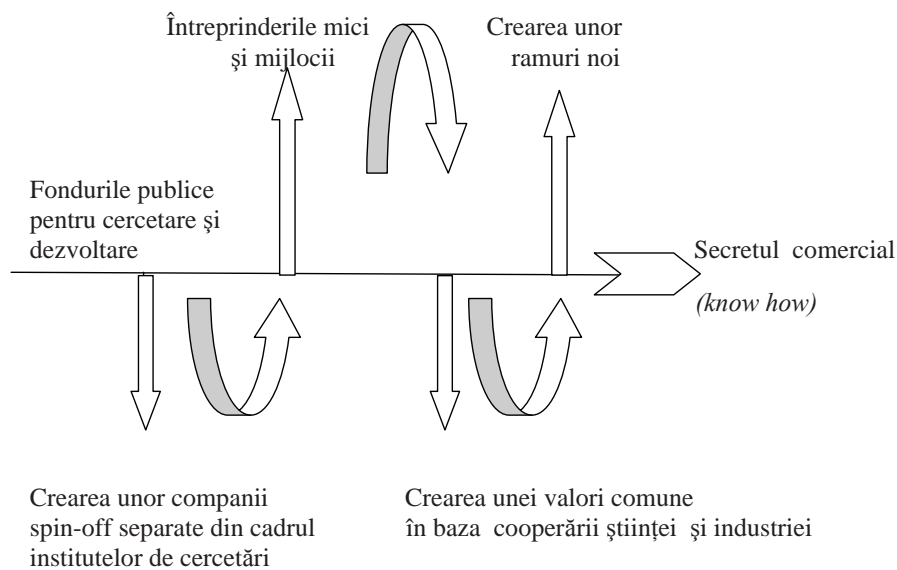 Întreprinderile mici
şi mijlocii
Crearea unor
ramuri noi
Fondurile publice
pentru cercetare şi
dezvoltare
Secretul comercial
(know how)
Crearea unor companii
spin-off separate din cadrul
institutelor de cercetări
Crearea unei valori comune
în baza cooperării ştiinţei şi industriei